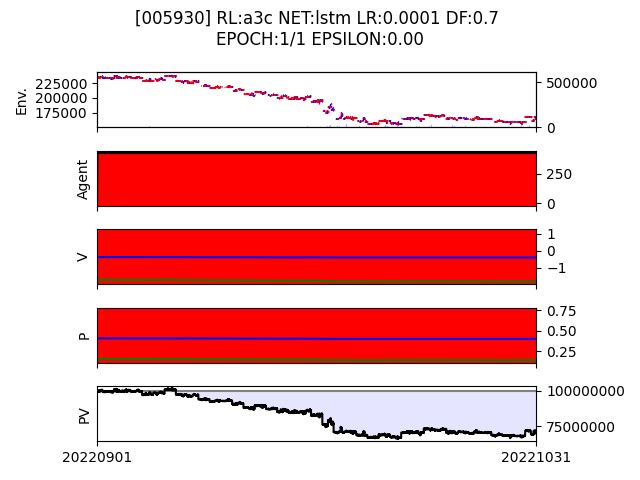 [005930] RL:a3c NET:lstm LR:0.0001 DF:0.7
EPOCH:1/1 EPSILON:0.00
Env.
225000
200000
175000
500000
0
Agent
250
0
V
1
0
−1
P
0.75
0.50
0.25
PV
100000000
75000000
20220901
20221031